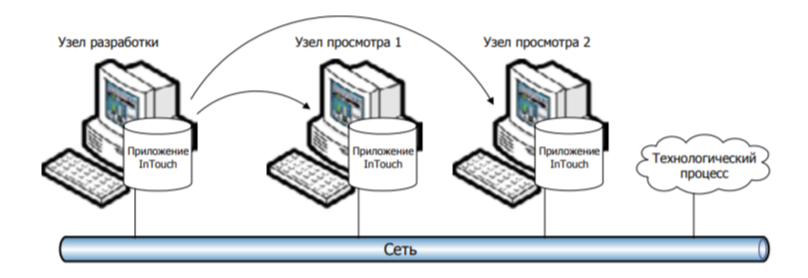 Узел разработки
Узел просмотра 1
Узел просмотра 2
Приложение
InTouch
Приложение
InTouch
Приложение
InTouch
Технологический
процесс
Сеть